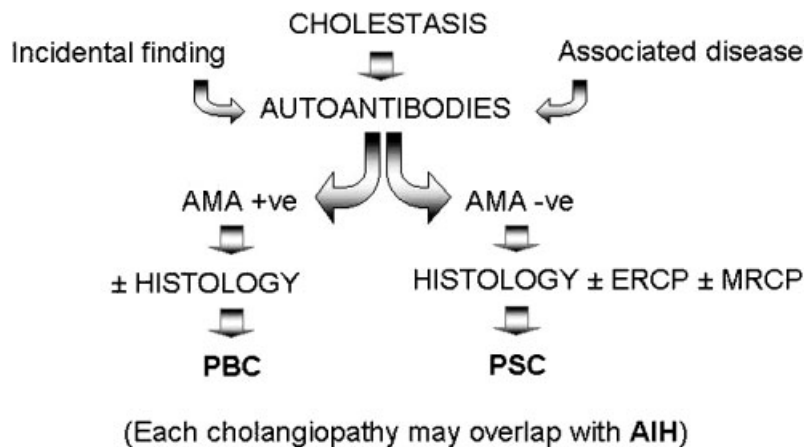 CHOLESTASIS
Incidental finding
Associated disease
AUTOANTIBODIES
AMA +ve
AMA -ve
± HISTOLOGY
HISTOLOGY ± ERCP ± MRCP
PBC
PSC
(Each cholangiopathy may overlap with AIH)